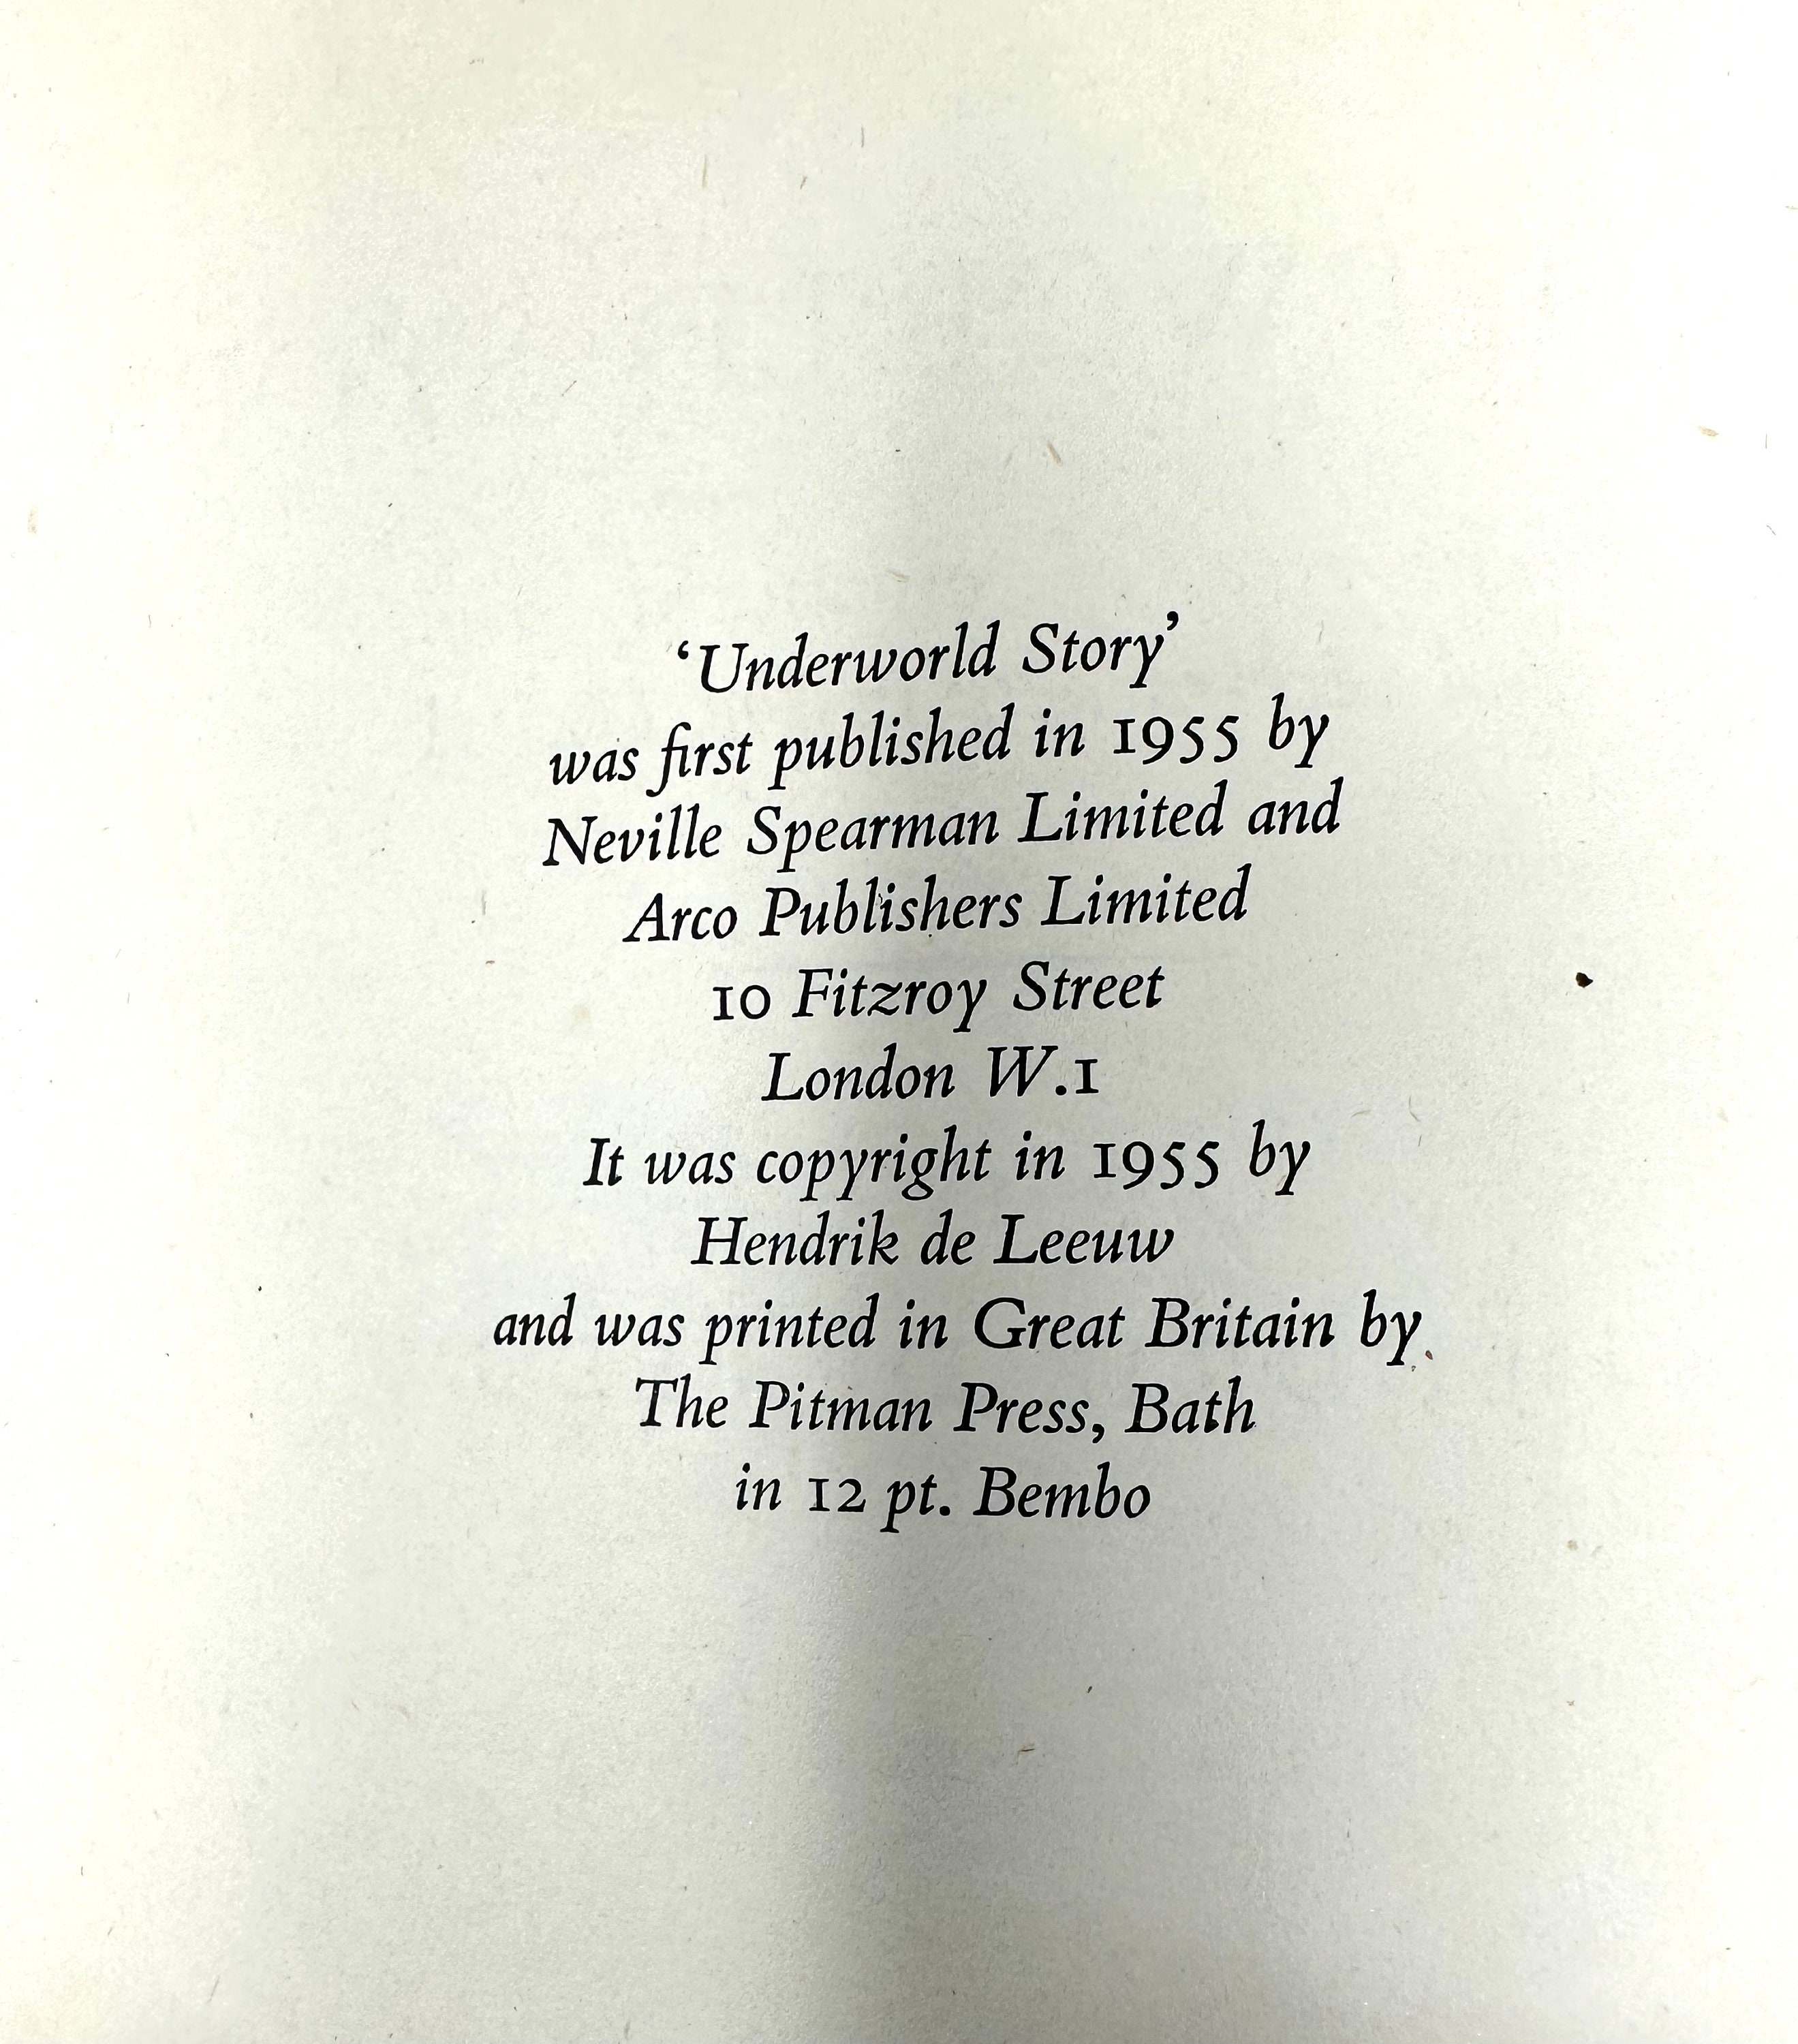 ‘Underworld Story’
was first published in 1955 by
Neville Spearman Limited and
Arco Publishers Limited
10 Fitzroy Street
London W.1
It was copyright in 1955 by
Hendrik de Leeuw
and was printed in Great Britain by
The Pitman Press, Bath
in 12 pt. Bembo